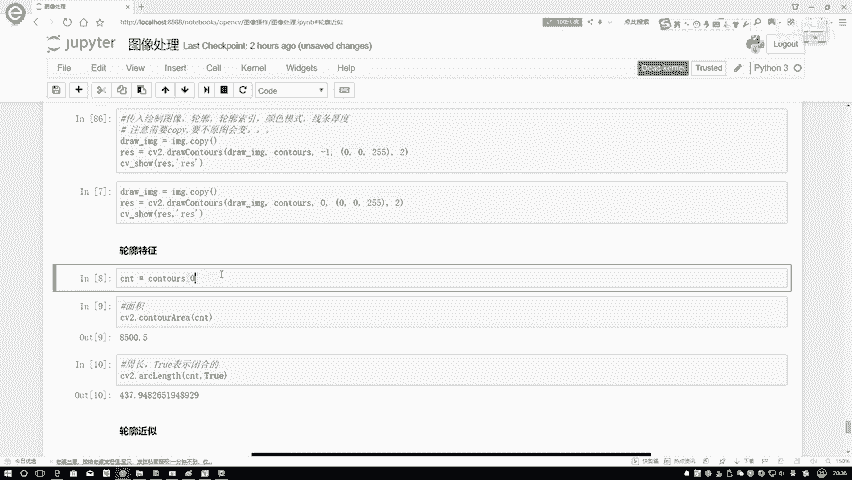 图像处理
http://localhost:8888/notebooks/opencv/图像操作/图像处理.ipynb#轮廓近似
jupyter 图像处理 Last Checkpoint: 2 hours ago (unsaved changes)
Logout
File Edit View Insert Cell Kernel Widgets Help
Trusted
Python 3
Code
In [86]:
#传入绘制图像，轮廓，轮廓索引，颜色模式，线条厚度
# 注意需要copy,要不原图会变。。。
draw_img = img.copy()
res = cv2.drawContours(draw_img, contours, -1, (0, 0, 255), 2)
cv_show(res,'res')
In [7]:
draw_img = img.copy()
res = cv2.drawContours(draw_img, contours, 0, (0, 0, 255), 2)
cv_show(res,'res')
轮廓特征
In [8]:
cnt = contours
In [9]:
#面积
cv2.contourArea(cnt)
Out[9]:
8500.5
In [10]:
#周长，True表示闭合的
cv2.arcLength(cnt,True)
Out[10]:
437.9482651948929
轮廓近似
20:36